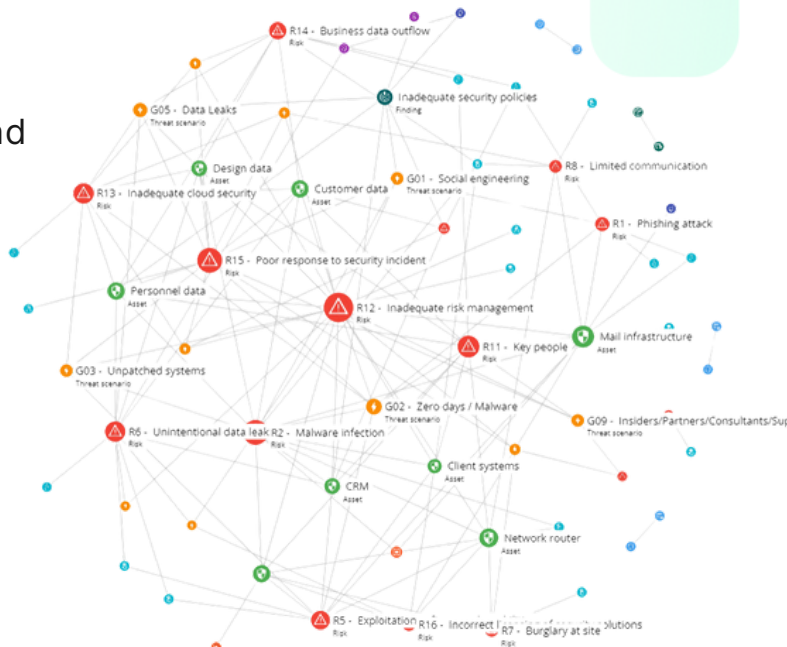 R14 - Business data outflow
Risk
Inadequate security policies
Finding
G05 - Data Leaks
Threat scenario
nd
R8 - Limited communication
Risk
Design data
Asset
G01 - Social engineering
Threat scenario
Customer data
Asset
R13 - Inadequate cloud security
Risk
R1 - Phishing attack
Risk
R15 - Poor response to security incident
Risk
Personnel data
Asset
R12 - Inadequate risk management
Risk
Mail infrastructure
Asset
R11 - Key people
Risk
G03 - Unpatched systems
Threat scenario
G02 - Zero days / Malware
Threat scenario
G09 - Insiders/Partners/Consultants/Sup
Threat scenario
R6 - Unintentional data leak
Risk
R2 - Malware infection
Risk
Client systems
Asset
CRM
Asset
Network router
Asset
R5 - Exploitation
Risk
R16 - Incorrect
Risk
R7 - Burglary at site
Risk